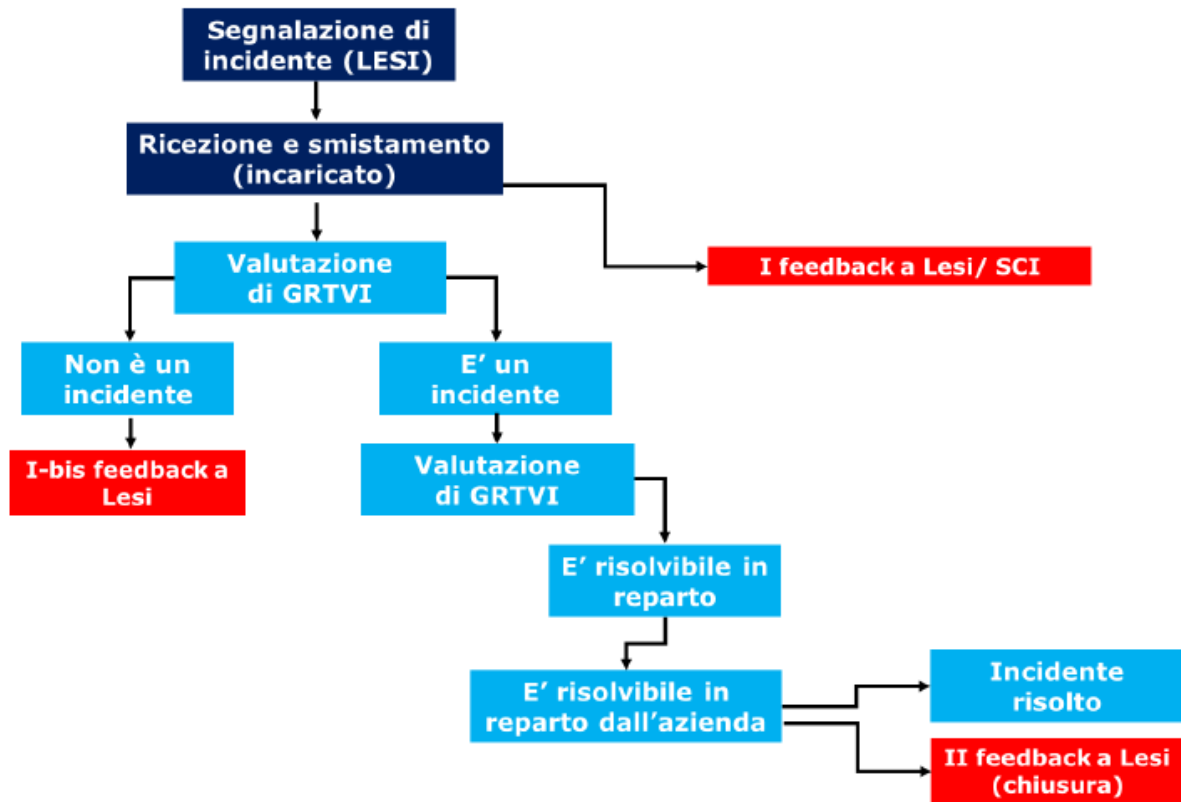 Segnalazione di
incidente (LESI)
Ricezione e smistamento
(incaricato)
Valutazione
di GRTVI
I feedback a Lesi/ SCI
Non è un
incidente
E’ un
incidente
I-bis feedback a
Lesi
Valutazione
di GRTVI
E’ risolvibile in
reparto
E’ risolvibile in
reparto dall’azienda
Incidente
risolto
II feedback a Lesi
(chiusura)